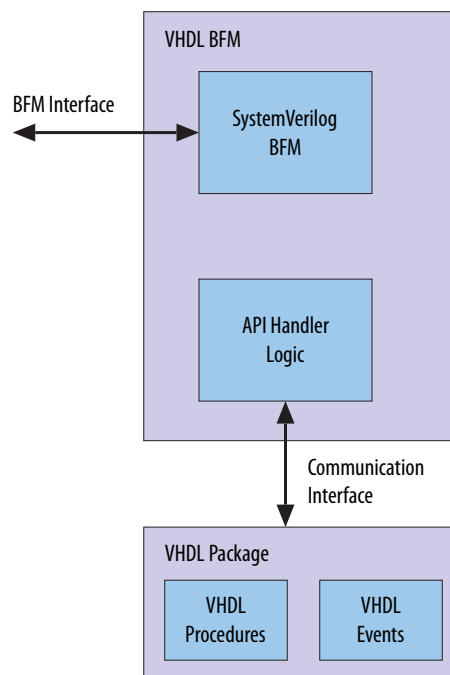 VHDL BFM
BFM Interface
SystemVerilog
BFM
API Handler
Logic
Communication
Interface
VHDL Package
VHDL
Procedures
VHDL
Events